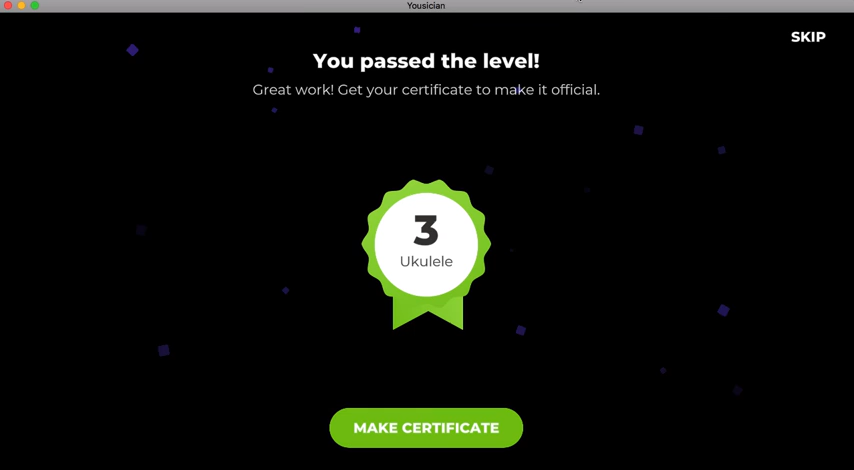 Yousician
SKIP
You passed the level!
Great work! Get your certificate to make it official.
3
Ukulele
MAKE CERTIFICATE